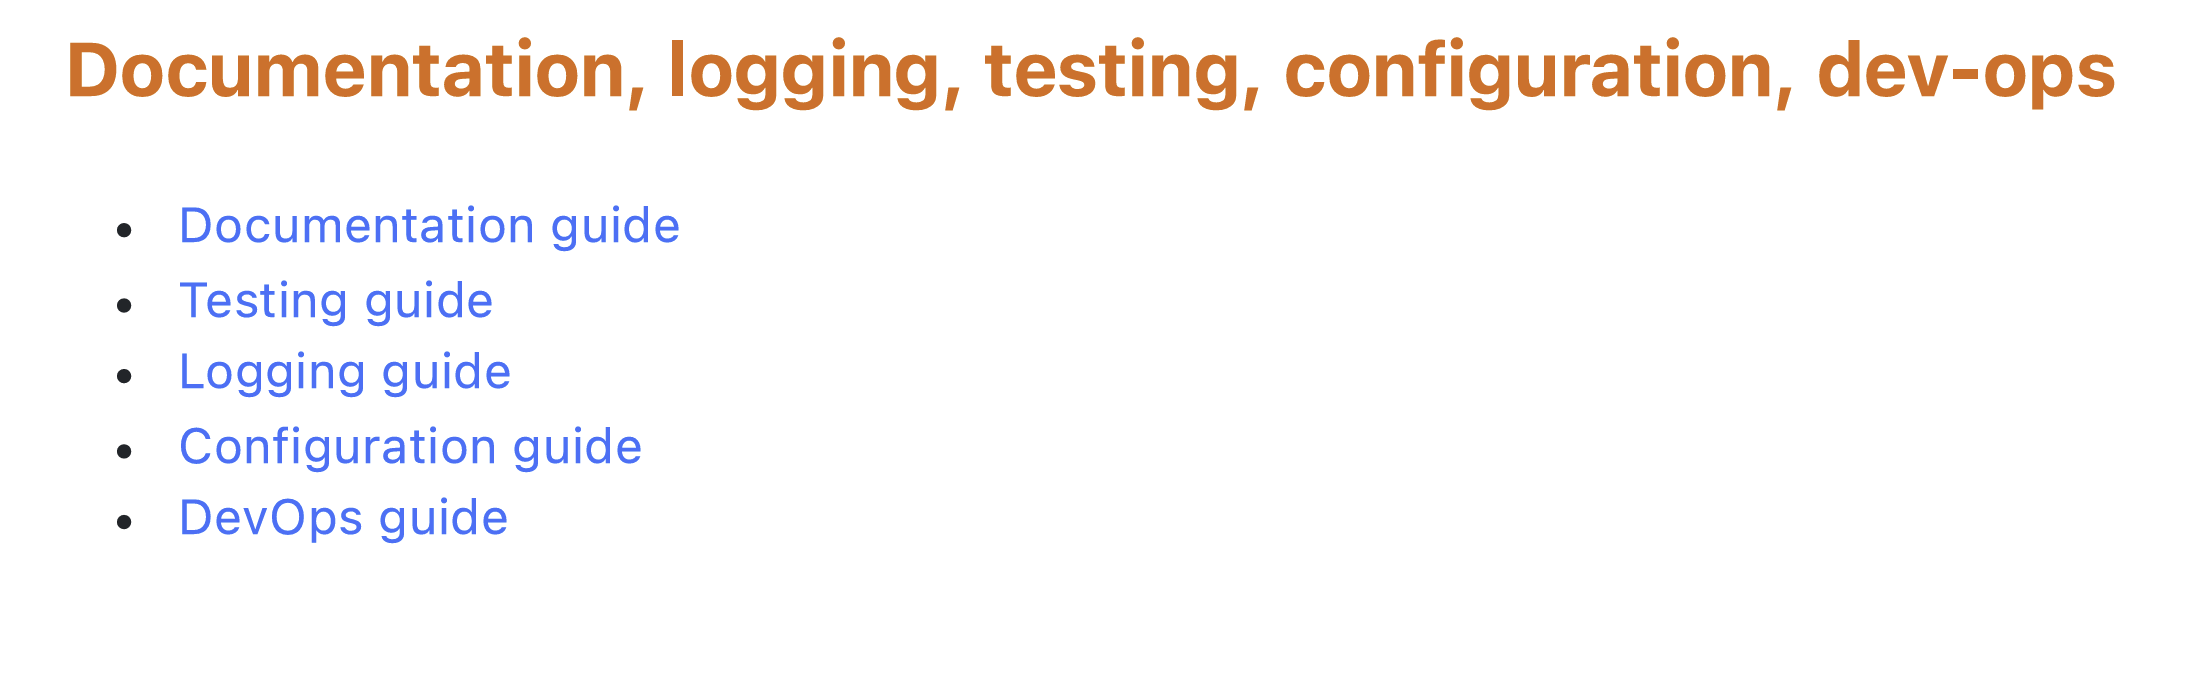 Documentation, logging, testing, configuration, dev-ops
Documentation guide
Testing guide
Logging guide
Configuration guide
DevOps guide